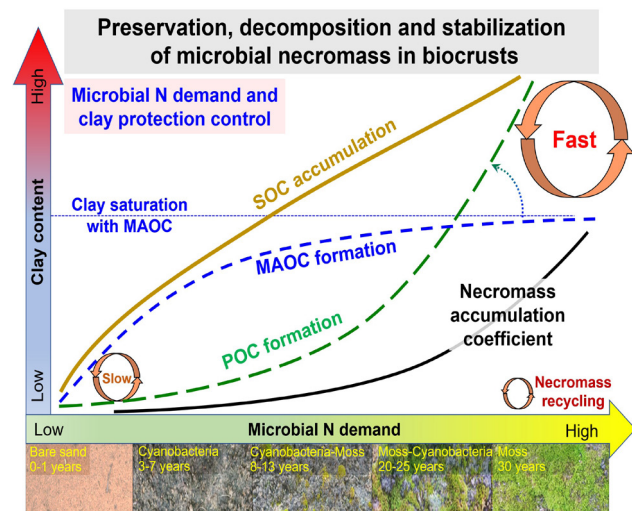 Preservation, decomposition and stabilization
of microbial necromass in biocrusts
High
Microbial N demand and
clay protection control
Fast
SOC accumulation
Clay saturation
with MAOC
Clay content
MAOC formation
Necromass
accumulation
coefficient
POC formation
Slow
Low
Necromass
recycling
Low
Microbial N demand
High
Bare sand
0-1 years
Cyanobacteria
3-7 years
Cyanobacteria-Moss
8-13 years
Moss-Cyanobacteria
20-25 years
Moss
30 years